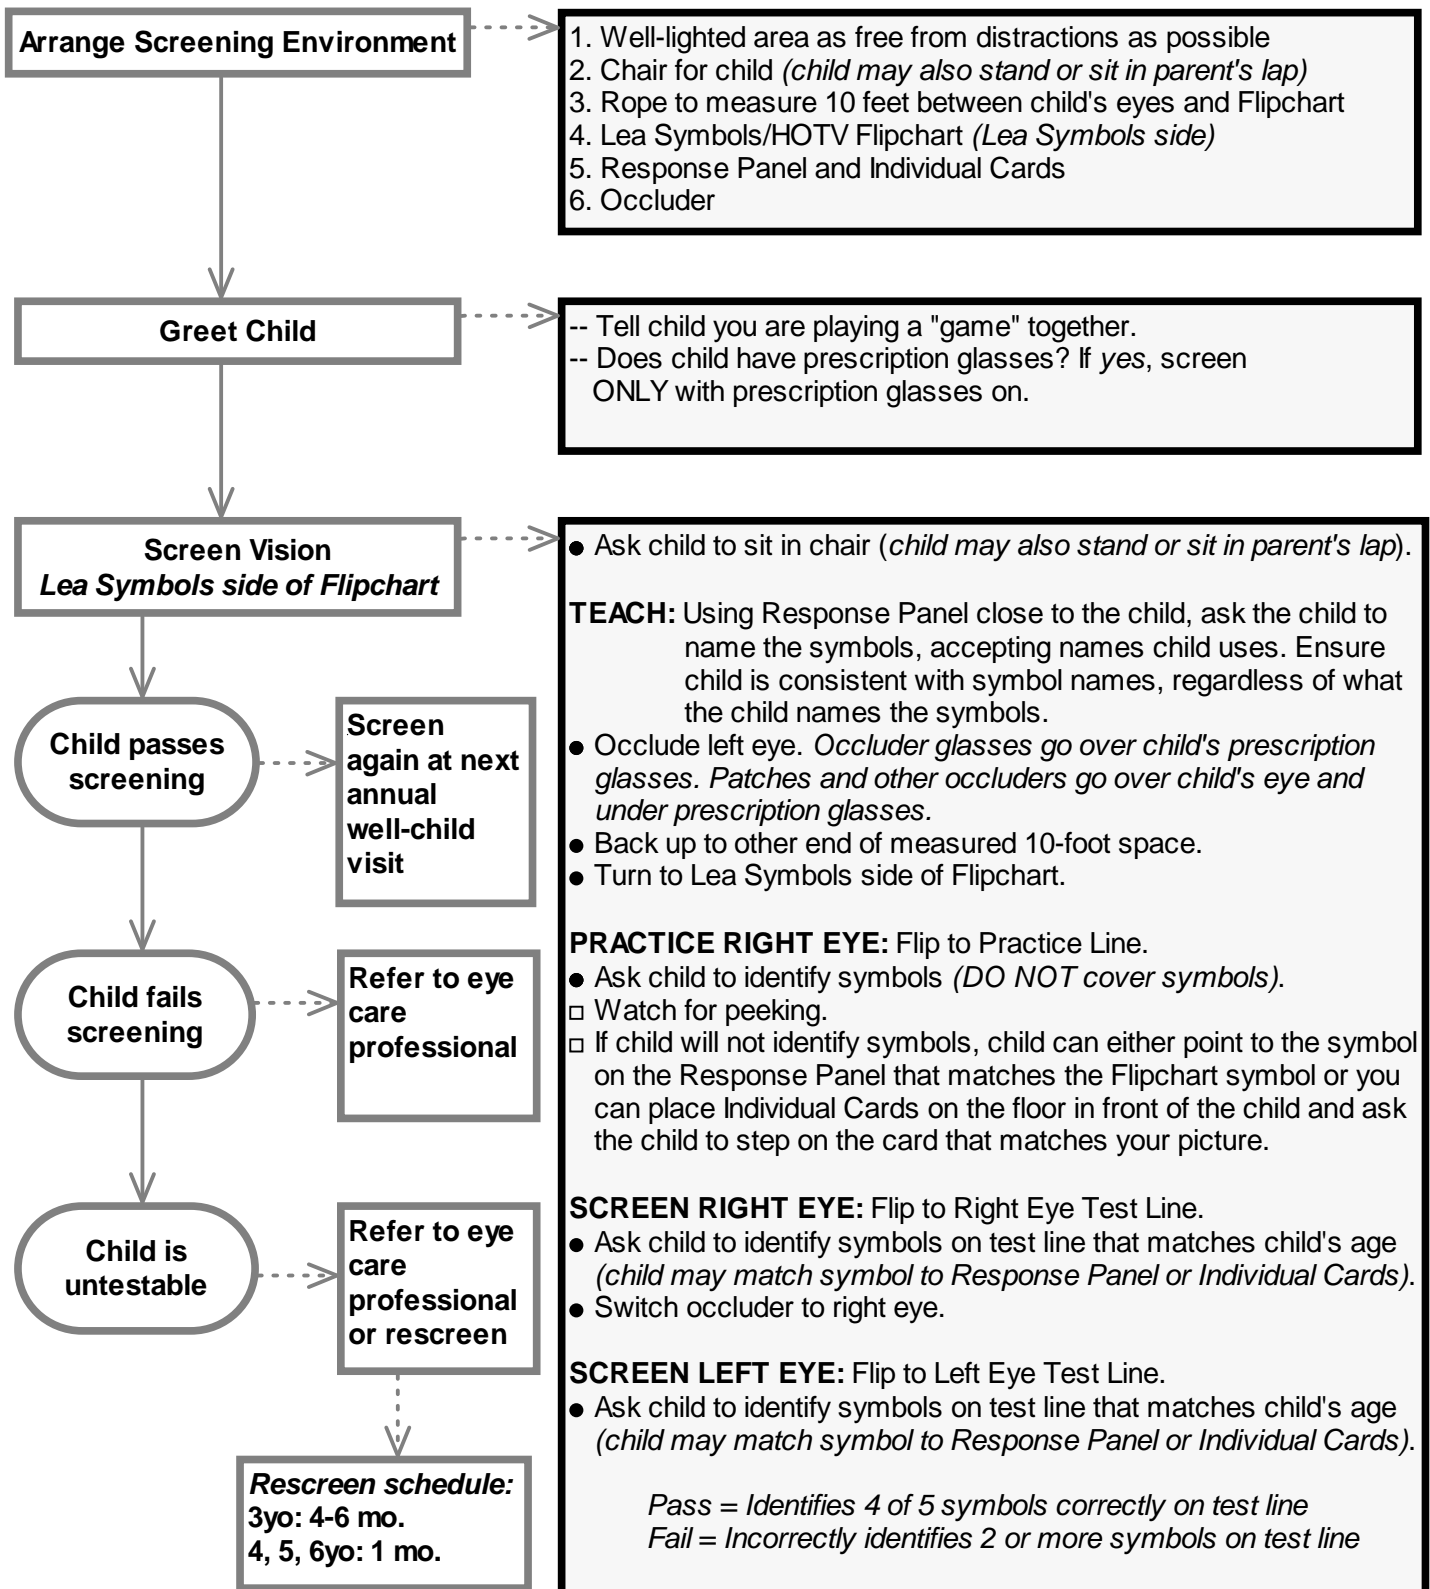 Arrange Screening Environment
1. Well-lighted area as free from distractions as possible
2. Chair for child (child may also stand or sit in parent's lap)
3. Rope to measure 10 feet between child's eyes and Flipchart
4. Lea Symbols/HOTV Flipchart (Lea Symbols side)
5. Response Panel and Individual Cards
6. Occluder
Greet Child
-- Tell child you are playing a "game" together.
-- Does child have prescription glasses? If yes, screen
ONLY with prescription glasses on.
Screen Vision
Lea Symbols side of Flipchart
Child passes
screening
Screen
again at next
annual
well-child
visit
Child fails
screening
Refer to eye
care
professional
Child is
untestable
Refer to eye
care
professional
or rescreen
Rescreen schedule:
3yo: 4-6 mo.
4, 5, 6yo: 1 mo.
● Ask child to sit in chair (child may also stand or sit in parent's lap).
TEACH: Using Response Panel close to the child, ask the child to
name the symbols, accepting names child uses. Ensure
child is consistent with symbol names, regardless of what
the child names the symbols.
● Occlude left eye. Occluder glasses go over child's prescription
glasses. Patches and other occluders go over child's eye and
under prescription glasses.
● Back up to other end of measured 10-foot space.
● Turn to Lea Symbols side of Flipchart.
PRACTICE RIGHT EYE: Flip to Practice Line.
● Ask child to identify symbols (DO NOT cover symbols).
□ Watch for peeking.
□ If child will not identify symbols, child can either point to the symbol
on the Response Panel that matches the Flipchart symbol or you
can place Individual Cards on the floor in front of the child and ask
the child to step on the card that matches your picture.
SCREEN RIGHT EYE: Flip to Right Eye Test Line.
● Ask child to identify symbols on test line that matches child's age
(child may match symbol to Response Panel or Individual Cards).
● Switch occluder to right eye.
SCREEN LEFT EYE: Flip to Left Eye Test Line.
● Ask child to identify symbols on test line that matches child's age
(child may match symbol to Response Panel or Individual Cards).
Pass = Identifies 4 of 5 symbols correctly on test line
Fail = Incorrectly identifies 2 or more symbols on test line